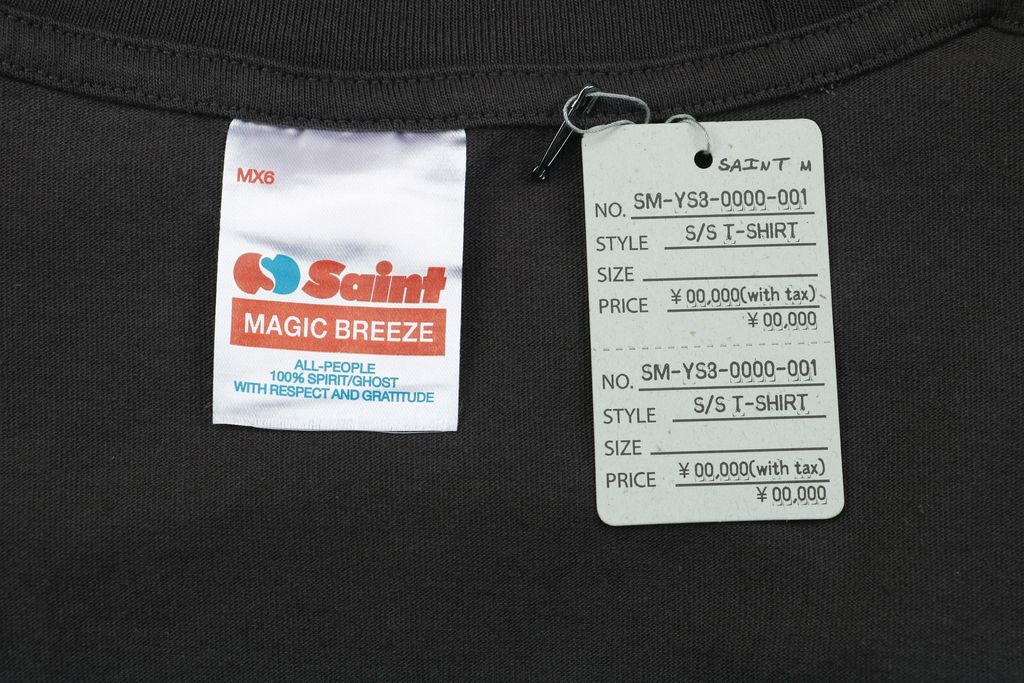 MX6
Saint
MAGIC BREEZE
ALL-PEOPLE
100% SPIRIT/GHOST
WITH RESPECT AND GRATITUDE
SAINT M
NO. SM-YS3-0000-001
STYLE S/S T-SHIRT
SIZE
PRICE ¥00,000(with tax)
¥00,000
NO. SM-YS3-0000-001
STYLE S/S T-SHIRT
SIZE
PRICE ¥00,000(with tax)
¥00,000